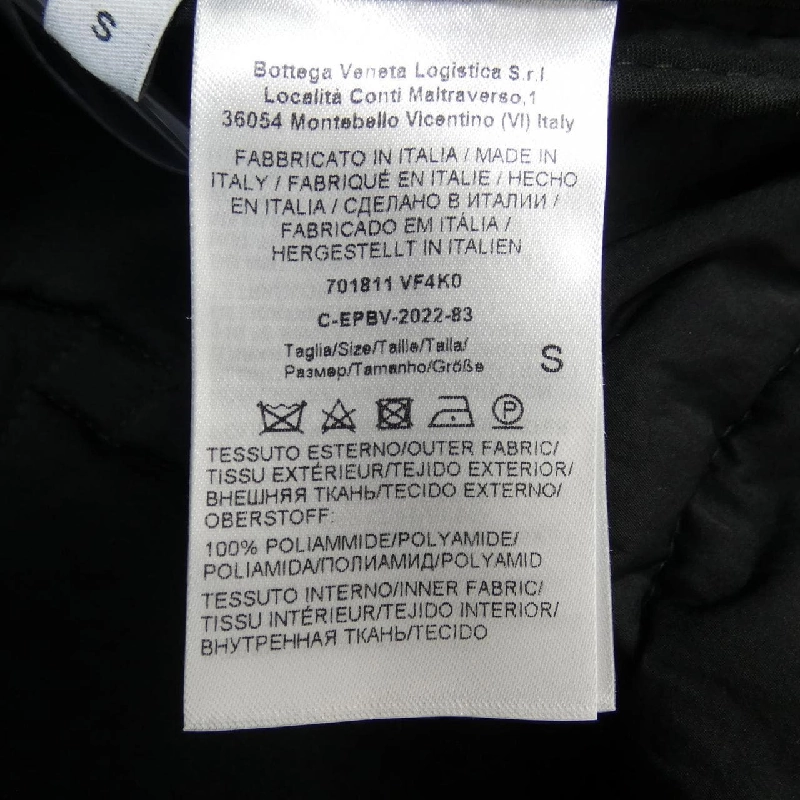 S
Bottega Veneta Logistica S.r.l
Località Conti Maltraverso,1
36054 Montebello Vicentino (VI) Italy
FABBRICATO IN ITALIA / MADE IN
ITALY / FABRIQUÉ EN ITALIE / HECHO
EN ITALIA / СДЕЛАНО В ИТАЛИИ /
FABRICADO EM ITÁLIA /
HERGESTELLT IN ITALIEN
701811 VF4K0
C-EPBV-2022-83
Taglia/Size/Taille/Talla/
Размер/Tamanho/Größe S
P
TESSUTO ESTERNO/OUTER FABRIC/
TISSU EXTÉRIEUR/TEJIDO EXTERIOR/
ВНЕШНЯЯ ТКАНЬ/TECIDO EXTERNO/
OBERSTOFF:
100% POLIAMMIDE/POLYAMIDE/
POLIAMIDA/ПОЛИАМИД/POLYAMID
TESSUTO INTERNO/INNER FABRIC/
TISSU INTÉRIEUR/TEJIDO INTERIOR/
ВНУТРЕННАЯ ТКАНЬ/TECIDO